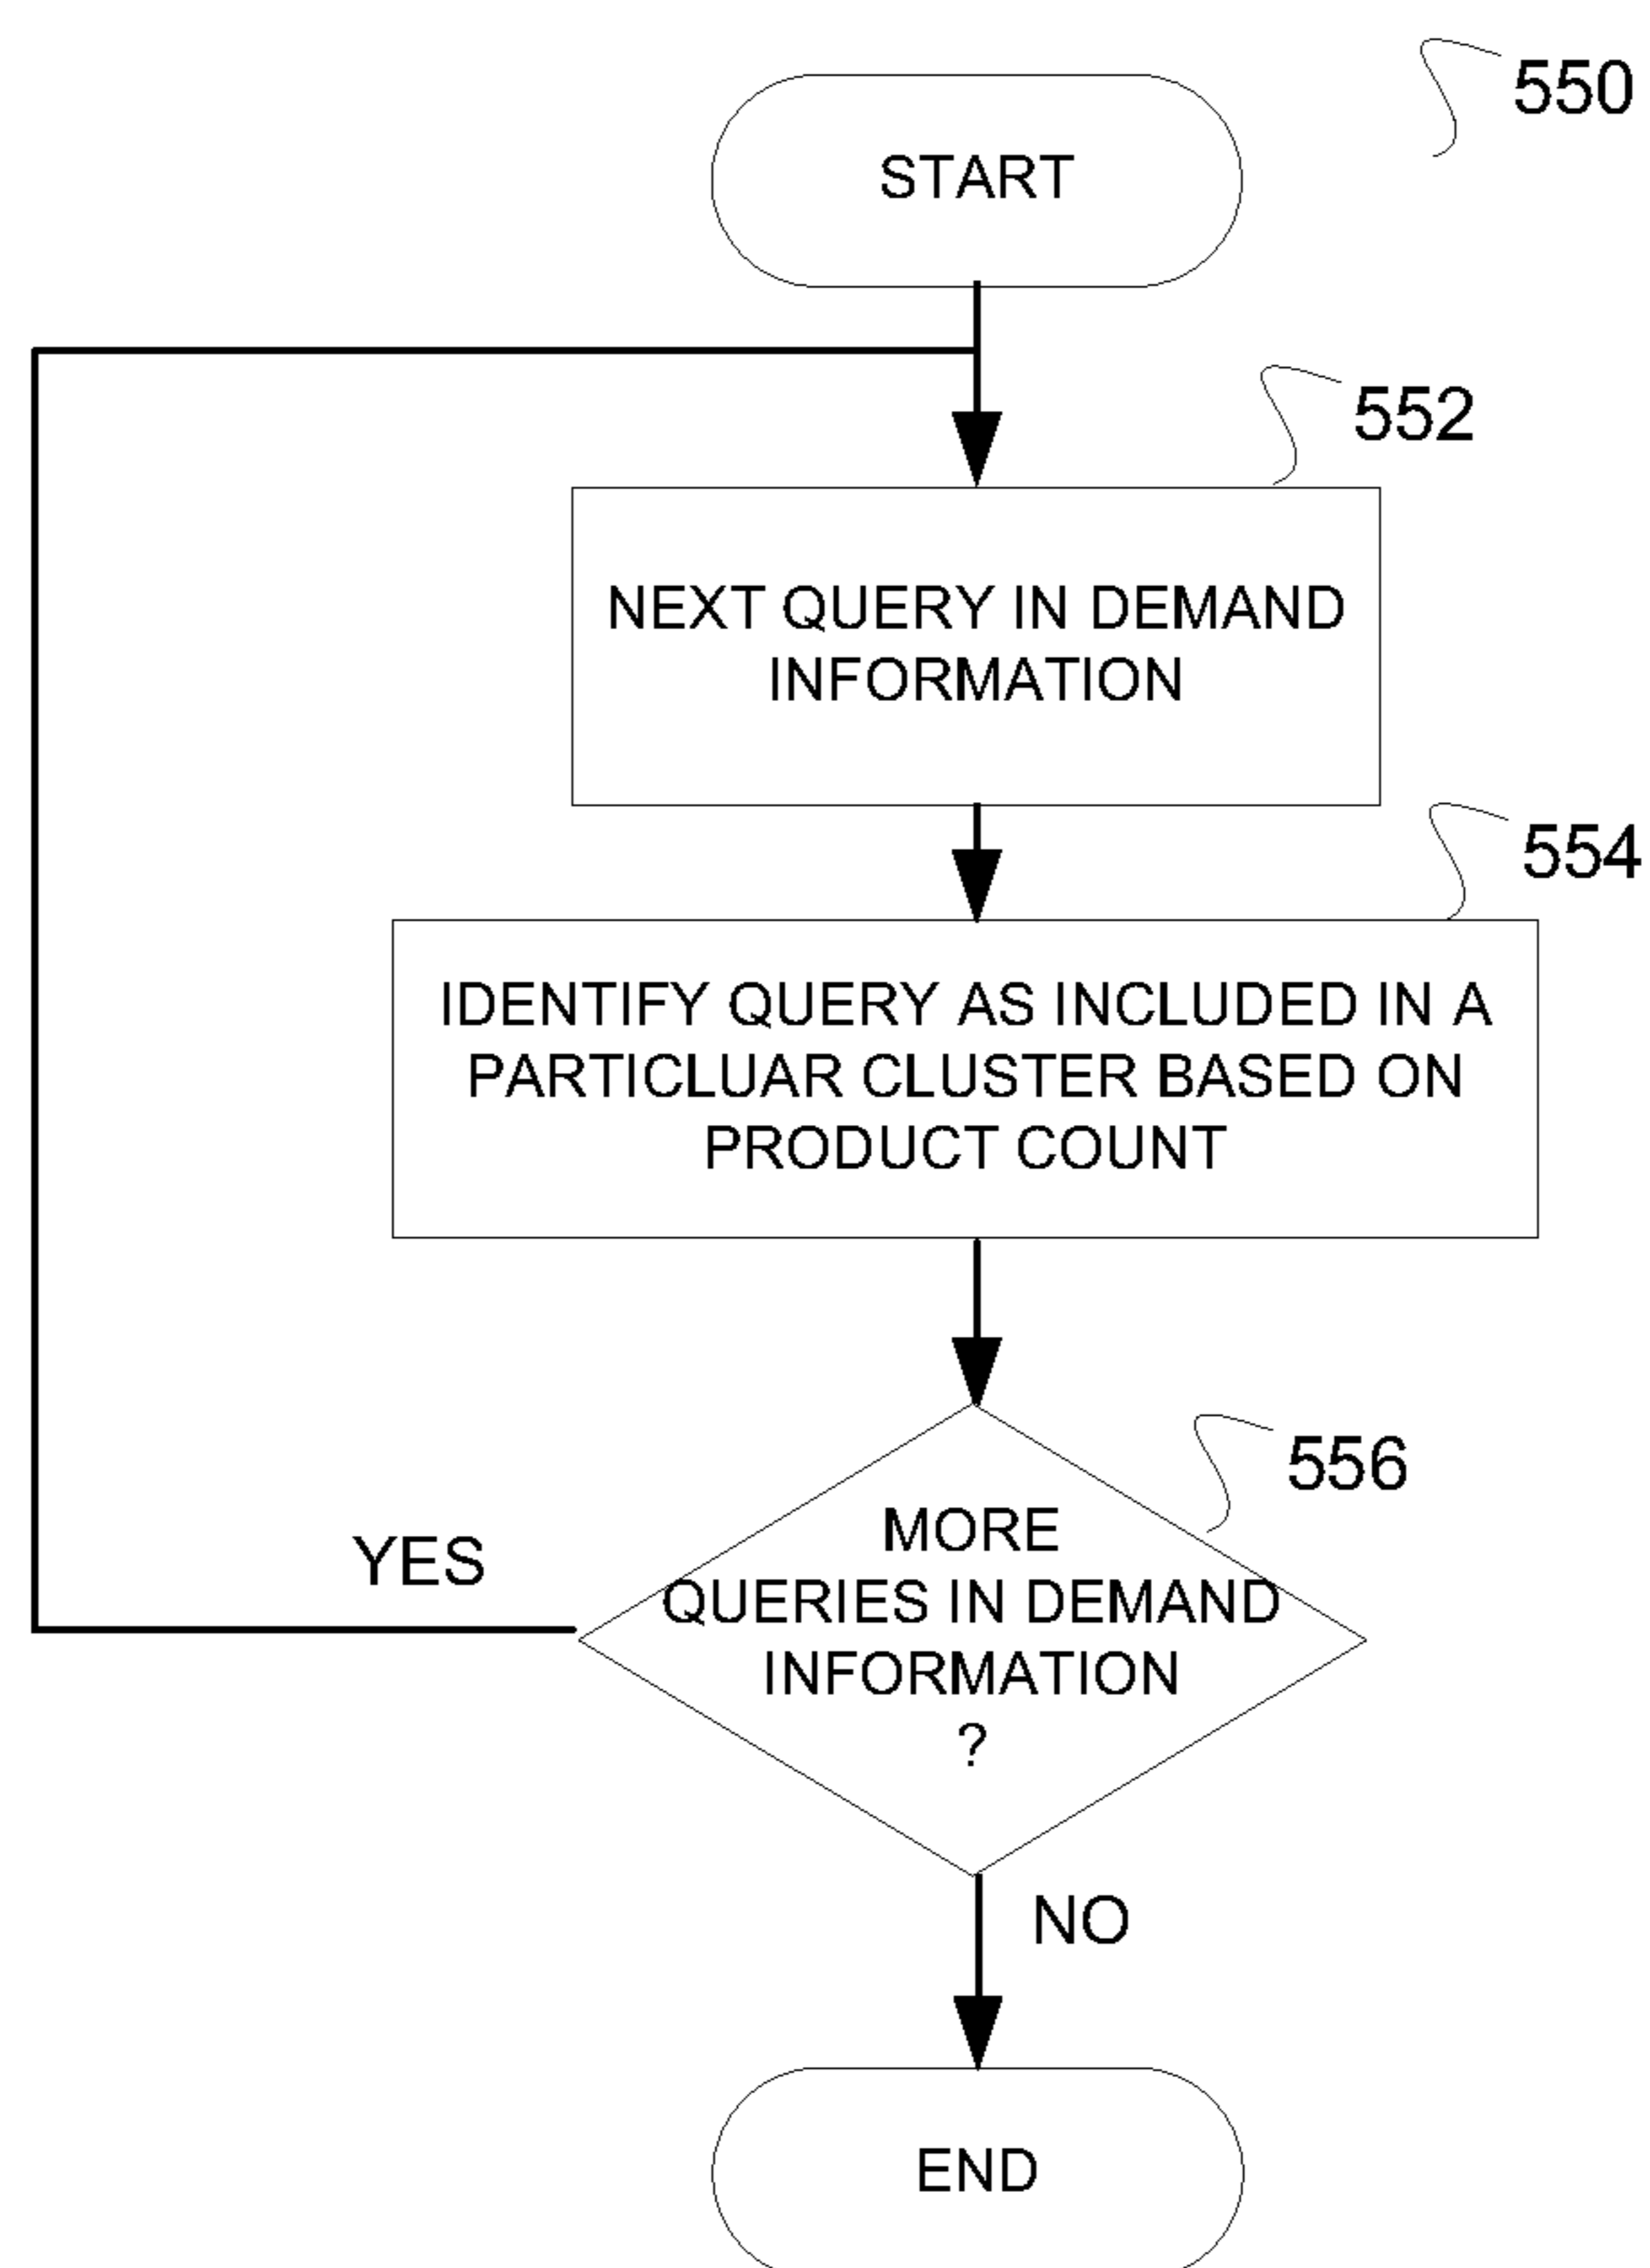 550
START
552
NEXT QUERY IN DEMAND
INFORMATION
554
IDENTIFY QUERY AS INCLUDED IN A
PARTICLUAR CLUSTER BASED ON
PRODUCT COUNT
556
MORE
QUERIES IN DEMAND
INFORMATION
?
YES
NO
END